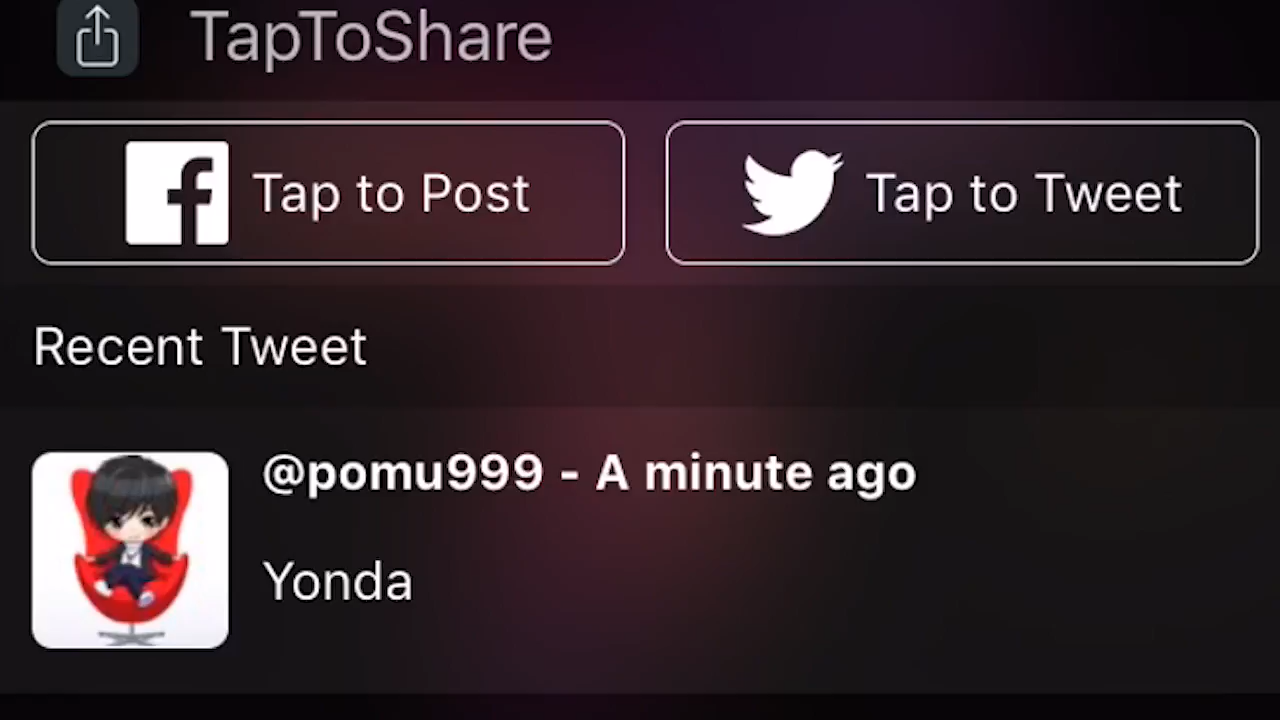 TapToShare
Tap to Post
Tap to Tweet
Recent Tweet
@pomu999 - A minute ago
Yonda